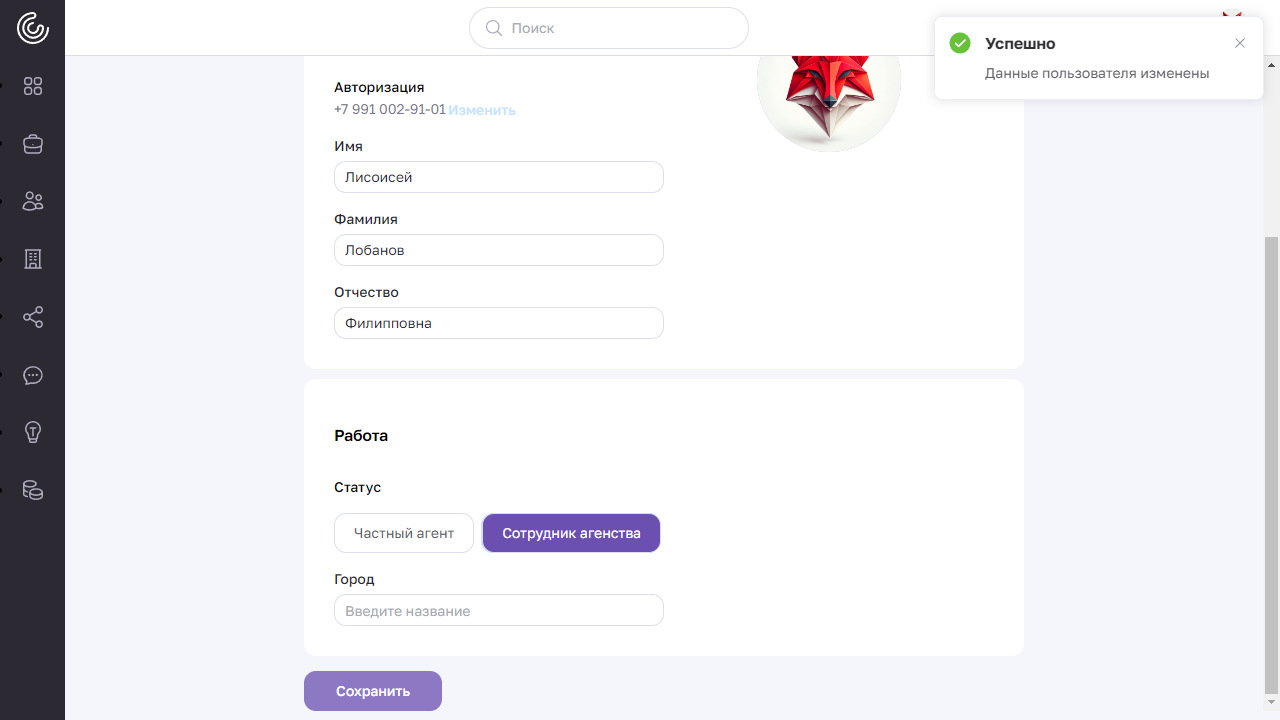 Поиск
Успешно
Данные пользователя изменены
Авторизация
+7 991 002-91-01 Изменить
Имя
Лисоисей
Фамилия
Лобанов
Отчество
Филипповна
Работа
Статус
Частный агент
Сотрудник агенства
Город
Введите название
Сохранить